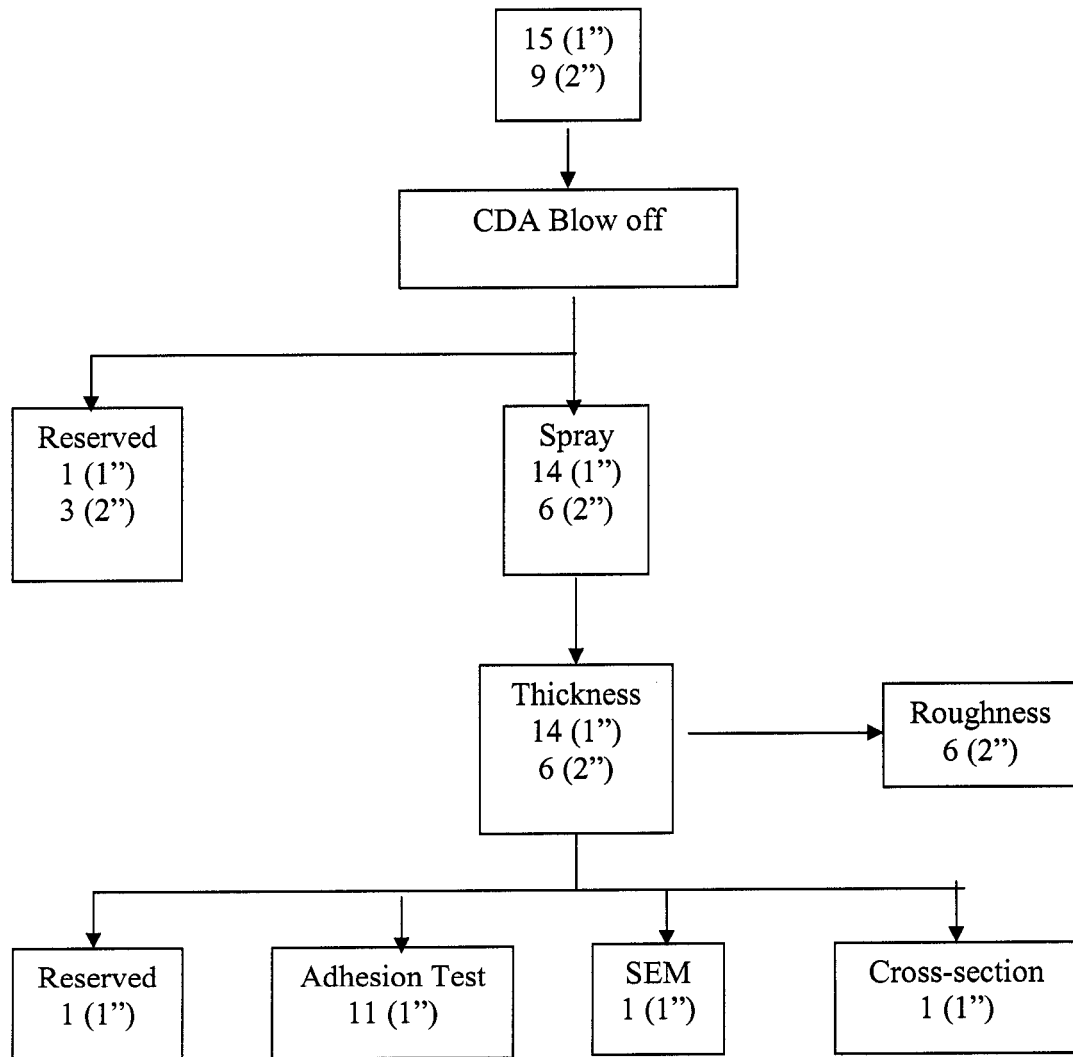 15 (1”)
9 (2”)
CDA Blow off
Reserved
1 (1”)
3 (2”)
Spray
14 (1”)
6 (2”)
Thickness
14 (1”)
6 (2”)
Roughness
6 (2”)
Reserved
1 (1”)
Adhesion Test
11 (1”)
SEM
1 (1”)
Cross-section
1 (1”)